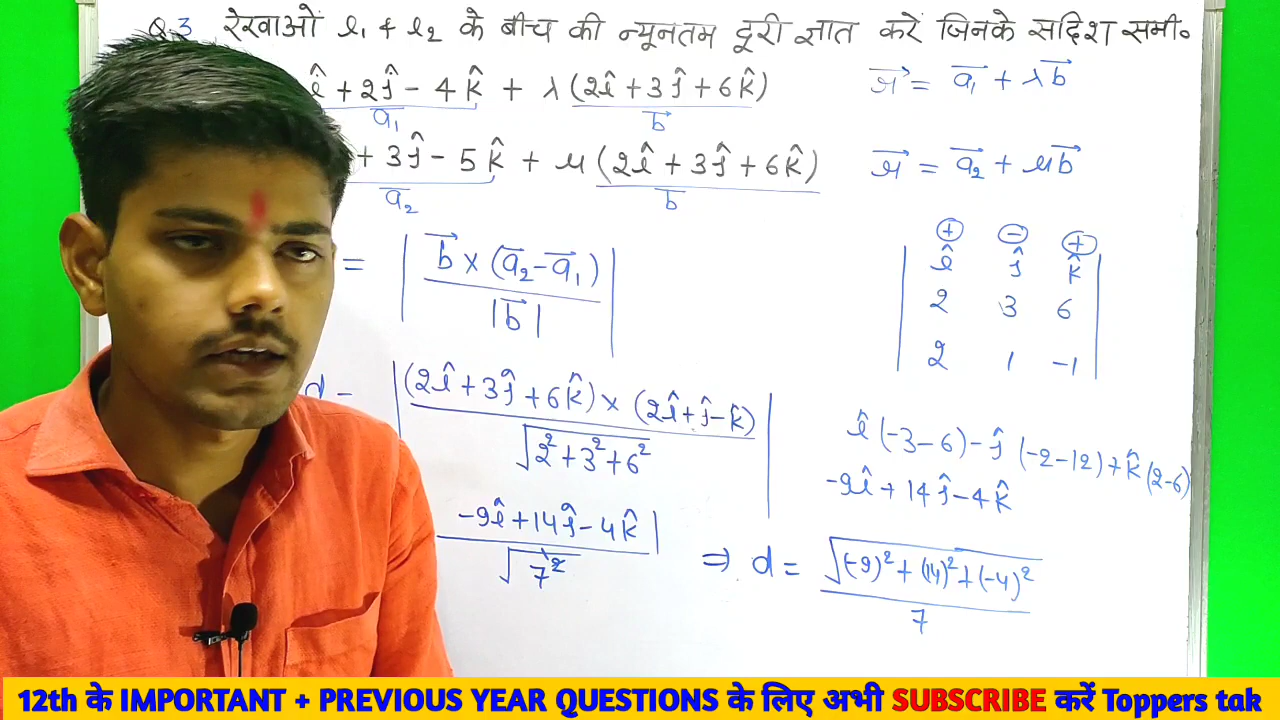 Q.3 रेखाओं l₁ & l₂ के बीच की न्यूनतम दूरी ज्ञात करें जिनके सदिश समी०
î + 2ĵ - 4k̂ + λ (2î + 3ĵ + 6k̂)
a⃗₁ b⃗
r⃗ = a⃗₁ + λb⃗
+ 3ĵ - 5k̂ + μ (2î + 3ĵ + 6k̂)
a⃗₂ b⃗
r⃗ = a⃗₂ + μb⃗
= | b⃗ × (a⃗₂ - a⃗₁) / |b⃗| |
⊕ ⊖ ⊕
| î ĵ k̂ |
| 2 3 6 |
| 2 1 -1 |
d = | (2î + 3ĵ + 6k̂) × (2î + ĵ - k̂) / √2² + 3² + 6² |
î (-3 - 6) - ĵ (-2 - 12) + k̂ (2 - 6)
-9î + 14ĵ - 4k̂
-9î + 14ĵ - 4k̂ | / √7²
⇒ d = √(-9)² + (14)² + (-4)² / 7
12th के IMPORTANT + PREVIOUS YEAR QUESTIONS के लिए अभी SUBSCRIBE करें Toppers tak